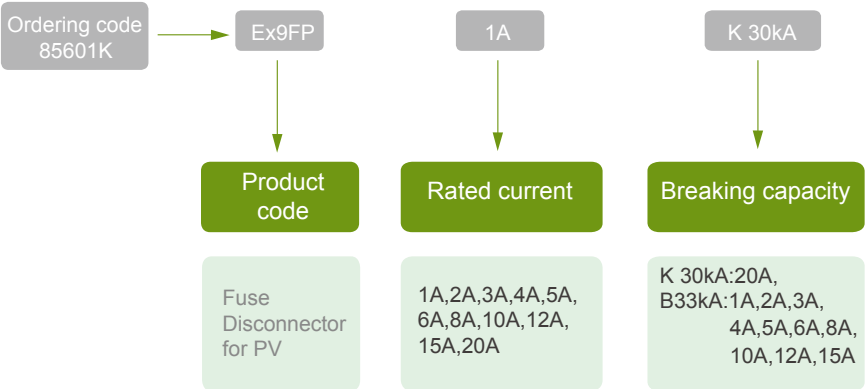 Ordering code
85601K
Ex9FP
1A
K 30kA
Product
code
Rated current
Breaking capacity
Fuse
Disconnector
for PV
1A,2A,3A,4A,5A,
6A,8A,10A,12A,
15A,20A
K 30kA:20A,
B33kA:1A,2A,3A,
4A,5A,6A,8A,
10A,12A,15A